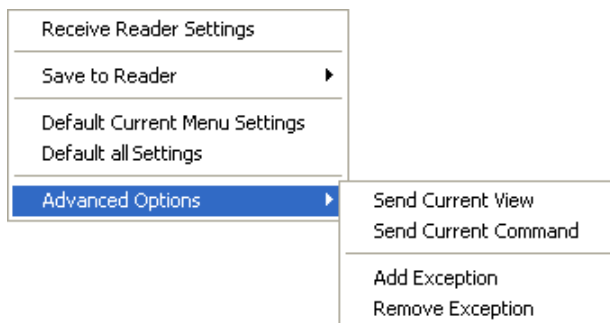 Receive Reader Settings
Save to Reader
Default Current Menu Settings
Default all Settings
Advanced Options
Send Current View
Send Current Command
Add Exception
Remove Exception